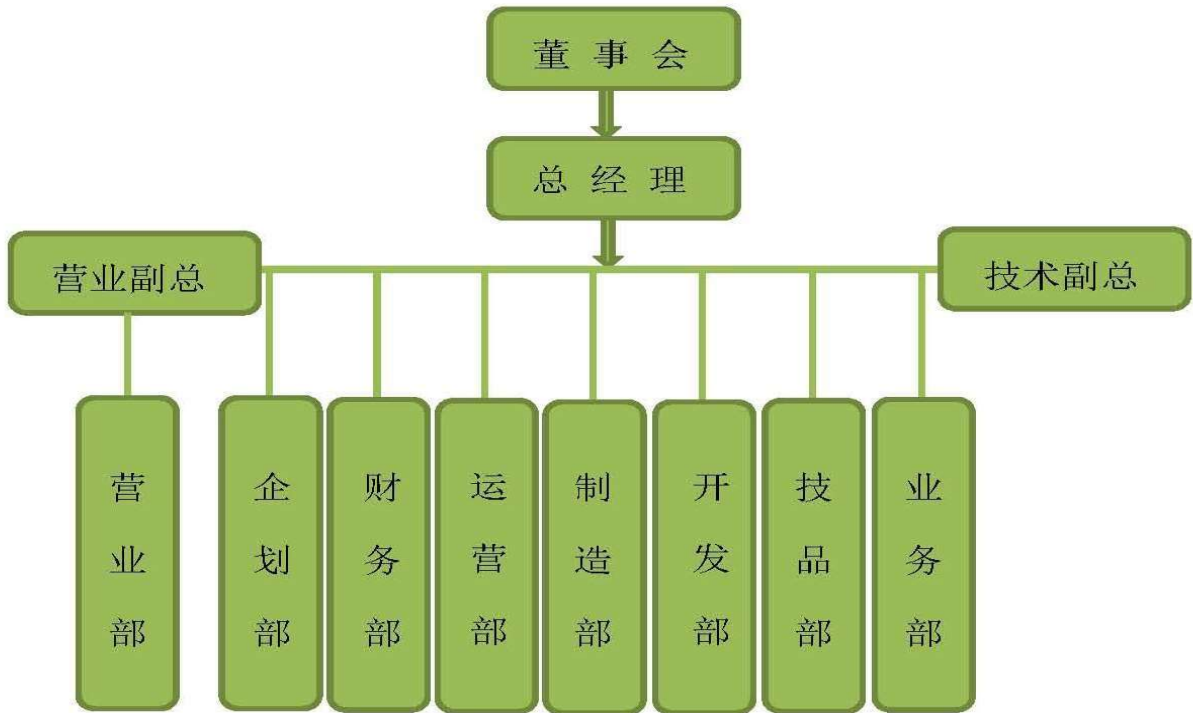 董事会
总经理
营业副总
技术副总
营业部
企划部
财务部
运营部
制造部
开发部
技品部
业务部